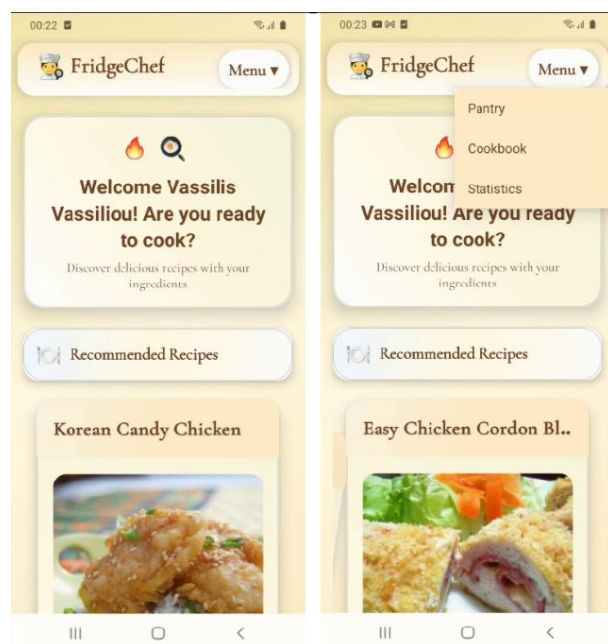 00:22
FridgeChef
Menu ▾
Welcome Vassilis
Vassiliou! Are you ready
to cook?
Discover delicious recipes with your
ingredients
Recommended Recipes
Korean Candy Chicken
00:23
FridgeChef
Menu ▾
Pantry
Cookbook
Statistics
Welcom
Vassiliou! Are you ready
to cook?
Discover delicious recipes with your
ingredients
Recommended Recipes
Easy Chicken Cordon Bl..